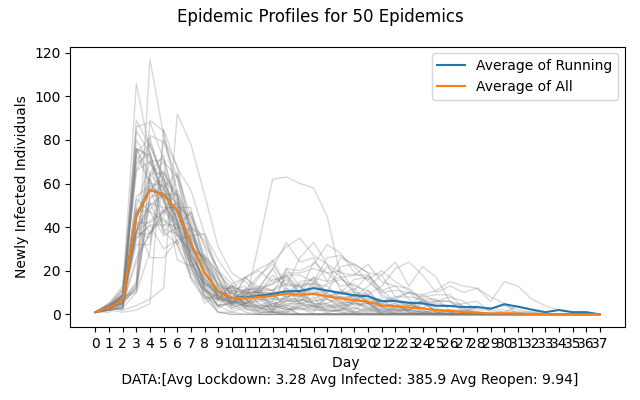 Epidemic Profiles for 50 Epidemics
120
100
80
60
40
20
0
Newly Infected Individuals
Average of Running
Average of All
0 1 2 3 4 5 6 7 8 9 10 11 12 13 14 15 16 17 18 19 20 21 22 23 24 25 26 27 28 29 30 31 32 33 34 35 36 37
Day
DATA:[Avg Lockdown: 3.28 Avg Infected: 385.9 Avg Reopen: 9.94]